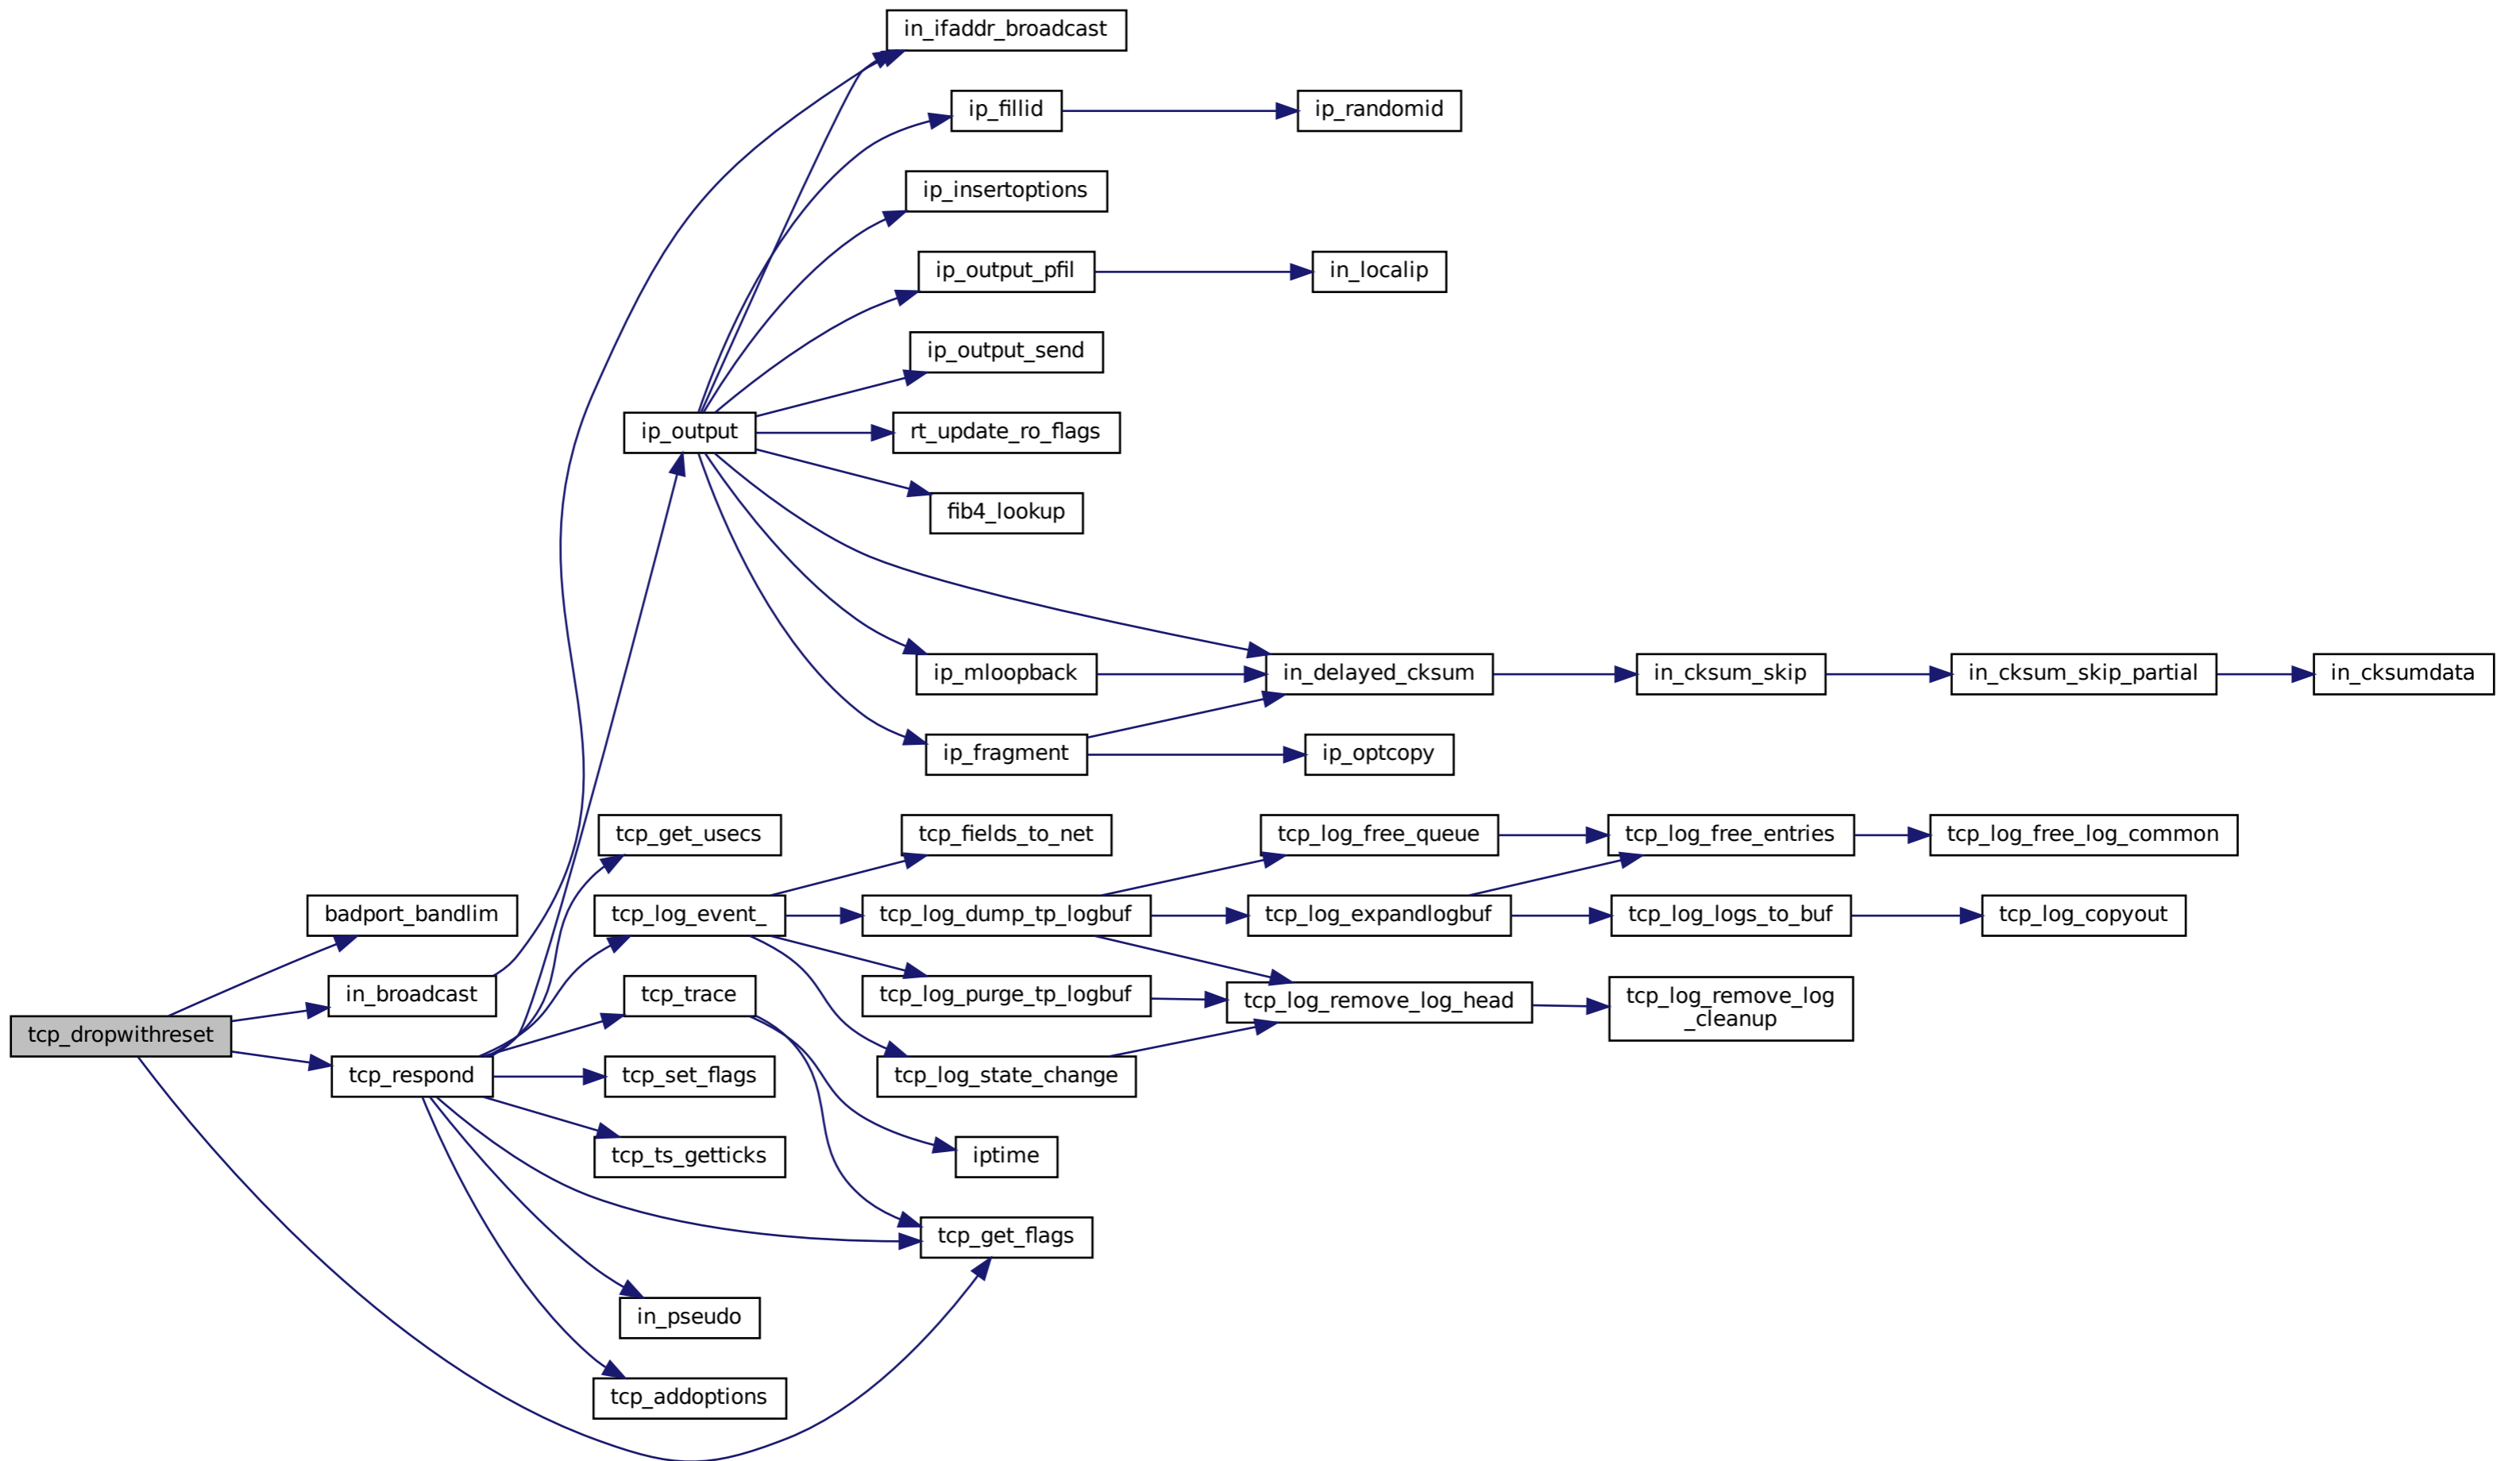 in_ifaddr_broadcast
ip_fillid
ip_randomid
ip_insertoptions
ip_output_pfil
in_localip
ip_output_send
ip_output
rt_update_ro_flags
fib4_lookup
ip_mloopback
in_delayed_cksum
in_cksum_skip
in_cksum_skip_partial
in_cksumdata
ip_fragment
ip_optcopy
tcp_get_usecs
tcp_fields_to_net
tcp_log_free_queue
tcp_log_free_entries
tcp_log_free_log_common
badport_bandlim
tcp_log_event_
tcp_log_dump_tp_logbuf
tcp_log_expandlogbuf
tcp_log_logs_to_buf
tcp_log_copyout
in_broadcast
tcp_trace
tcp_log_purge_tp_logbuf
tcp_log_remove_log_head
tcp_log_remove_log
_cleanup
tcp_dropwithreset
tcp_respond
tcp_set_flags
tcp_log_state_change
tcp_ts_getticks
iptime
tcp_get_flags
in_pseudo
tcp_addoptions